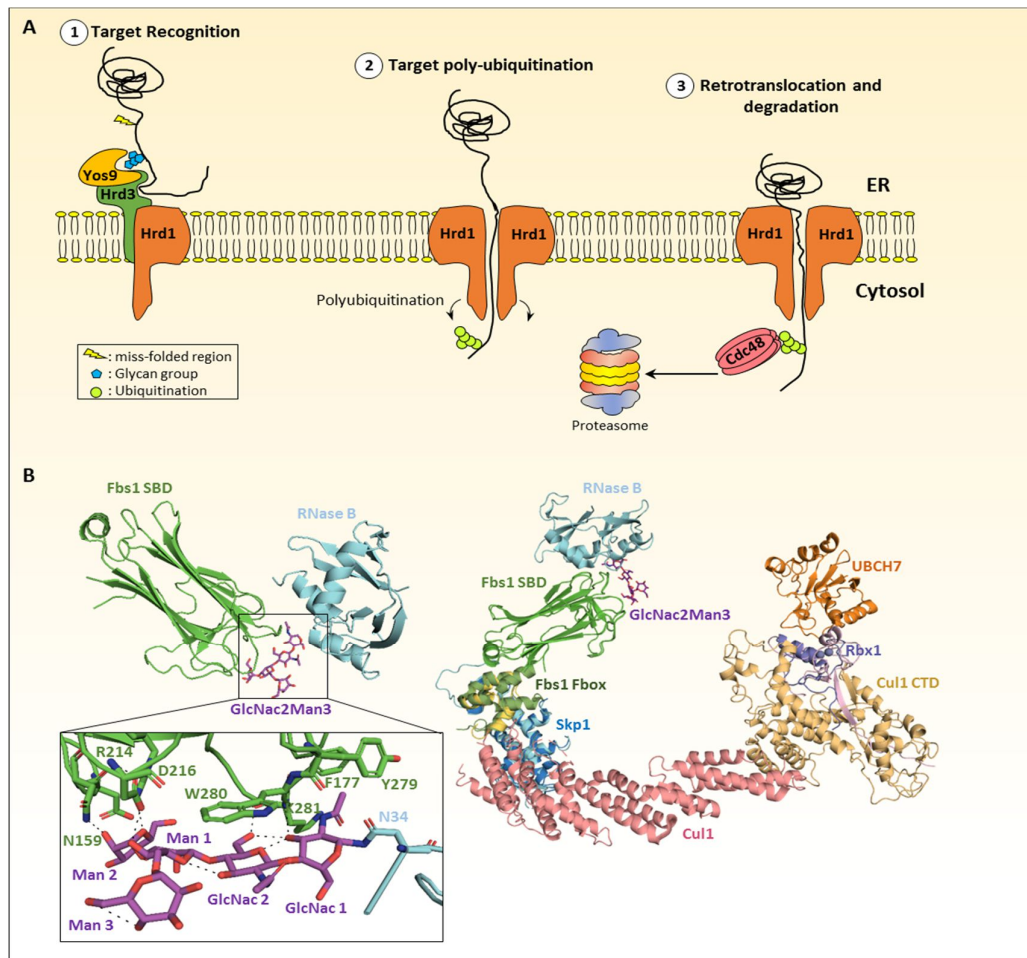 A
1 Target Recognition
2 Target poly-ubiquitination
3 Retrotranslocation and
degradation
Yos9
Hrd3
Hrd1
Hrd1
Hrd1
Hrd1
Hrd1
ER
Cytosol
Polyubiquitination
Cdc48
: miss-folded region
: Glycan group
: Ubiquitination
Proteasome
B
Fbs1 SBD
RNase B
GlcNac2Man3
R214
D216
W280
F177
Y279
K281
N34
N159
Man 1
Man 2
Man 3
GlcNac 2
GlcNac 1
RNase B
Fbs1 SBD
GlcNac2Man3
UBCH7
Rbx1
Cul1 CTD
Fbs1 Fbox
Skp1
Cul1